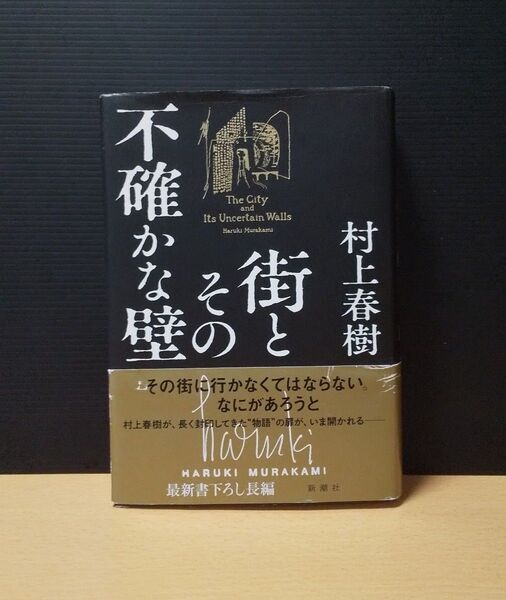 The City
and
Its Uncertain Walls
Haruki Murakami
村上春樹
街と
その
不確かな壁
その街に行かなくてはならない。
なにがあろうと
村上春樹が、長く封印してきた“物語”の扉が、いま開かれる——
haruki
HARUKI MURAKAMI
最新書下ろし長編
新潮社